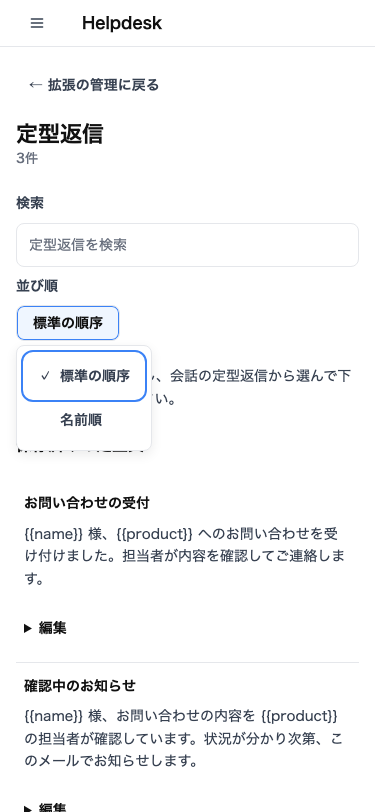 Helpdesk
← 拡張の管理に戻る
定型返信
3件
検索
定型返信を検索
並び順
標準の順序
✓ 標準の順序
名前順
、会話の定型返信から選んで下
い。
お問い合わせの受付
{{name}} 様、{{product}} へのお問い合わせを受
け付けました。担当者が内容を確認してご連絡しま
す。
▶ 編集
確認中のお知らせ
{{name}} 様、お問い合わせの内容を {{product}}
の担当者が確認しています。状況が分かり次第、こ
のメールでお知らせします。
▶ 編集